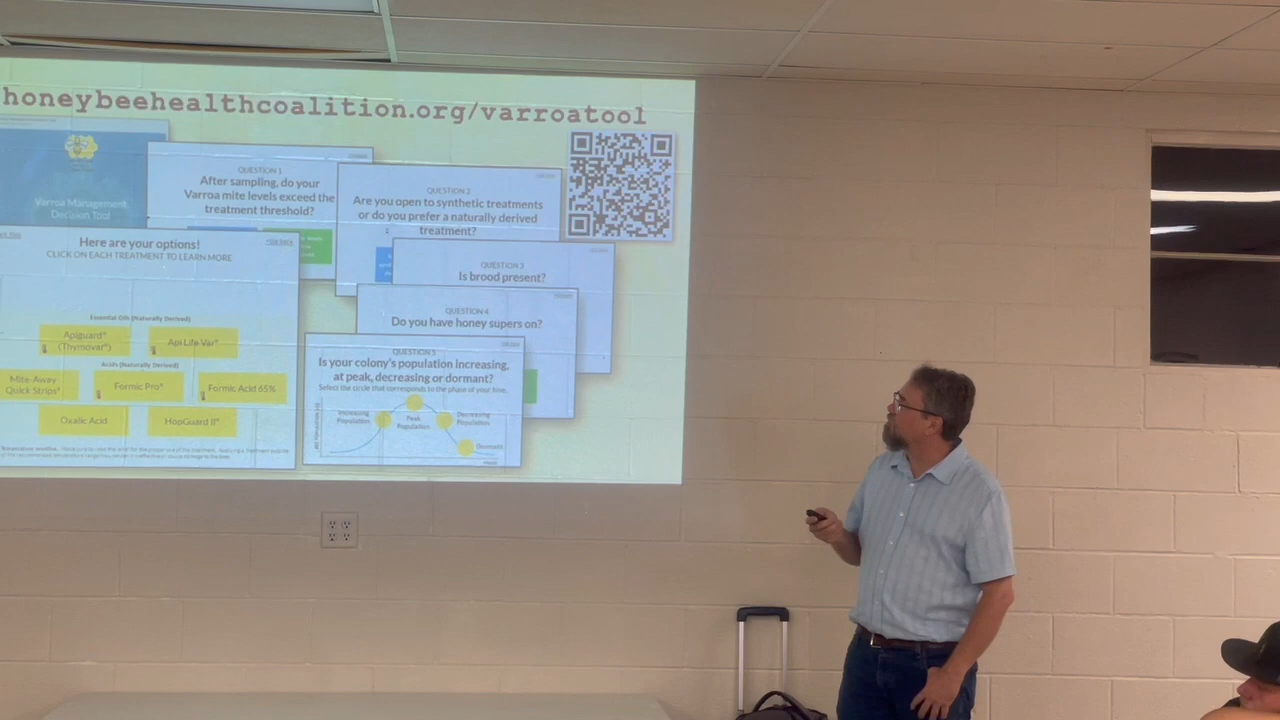 honeybeehealthcoalition.org/varroatool
Varroa Management
Decision Tool
QUESTION 1
After sampling, do your
Varroa mite levels exceed the
treatment threshold?
QUESTION 2
Are you open to synthetic treatments
or do you prefer a naturally derived
treatment?
QUESTION 3
Is brood present?
QUESTION 4
Do you have honey supers on?
QUESTION 5
Is your colony's population increasing,
at peak, decreasing or dormant?
Select the circle that corresponds to the phase of your hive.
Increasing
Population
Peak
Population
Decreasing
Population
Dormant
Here are your options!
CLICK ON EACH TREATMENT TO LEARN MORE
Essential Oils (Naturally Derived)
Apiguard®
(Thymovar®)
Api Life Var®
Acids (Naturally Derived)
Mite-Away
Quick Strips®
Formic Pro®
Formic Acid 65%
Oxalic Acid
HopGuard II®